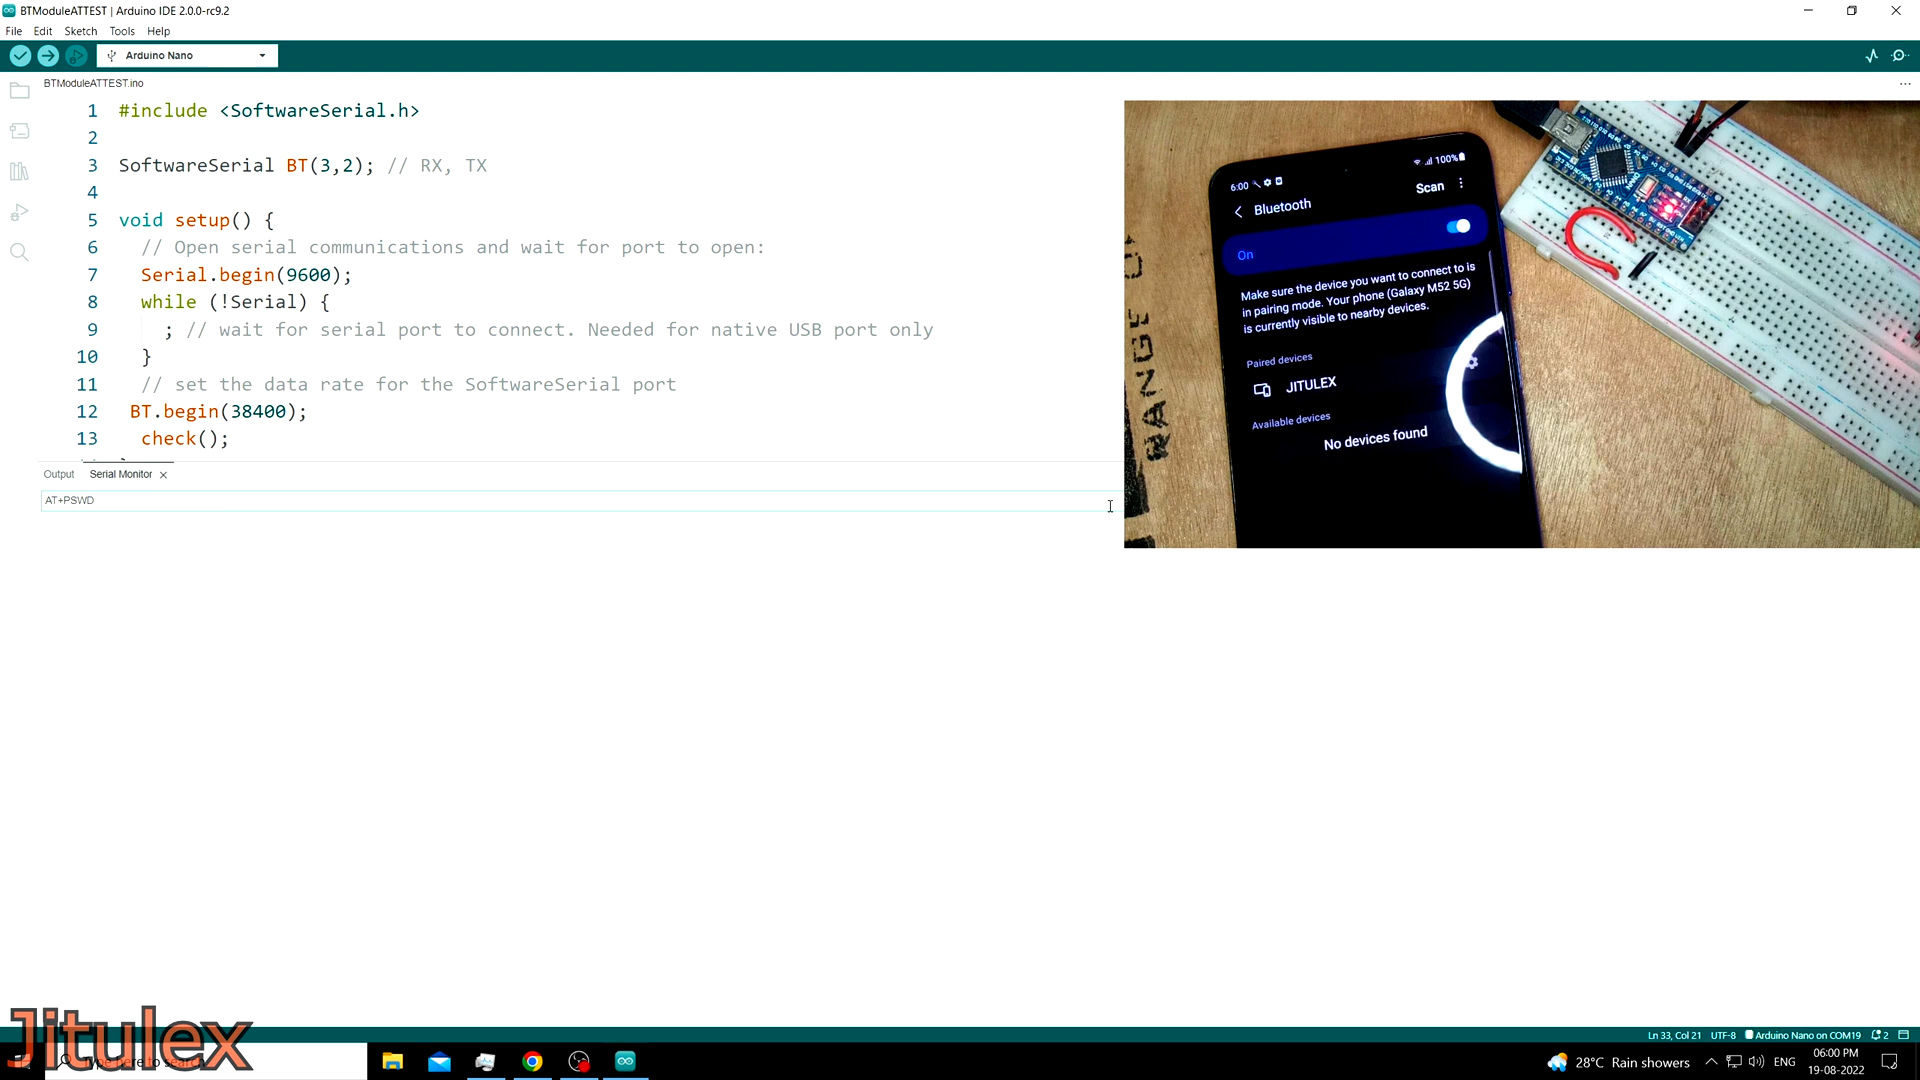 BTModuleATTEST | Arduino IDE 2.0.0-rc9.2
File Edit Sketch Tools Help
Arduino Nano
BTModuleATTEST.ino
1 #include <SoftwareSerial.h>
2
3 SoftwareSerial BT(3,2); // RX, TX
4
5 void setup() {
6 // Open serial communications and wait for port to open:
7 Serial.begin(9600);
8 while (!Serial) {
9 ; // wait for serial port to connect. Needed for native USB port only
10 }
11 // set the data rate for the SoftwareSerial port
12 BT.begin(38400);
13 check();
Output Serial Monitor
AT+PSWD
6:00 100%
Bluetooth Scan
On
Make sure the device you want to connect to is
in pairing mode. Your phone (Galaxy M52 5G)
is currently visible to nearby devices.
Paired devices
JITULEX
Available devices
No devices found
Jitulex
Ln 33, Col 21 UTF-8 Arduino Nano on COM19 2
Type here to search
28°C Rain showers ENG
06:00 PM
19-08-2022